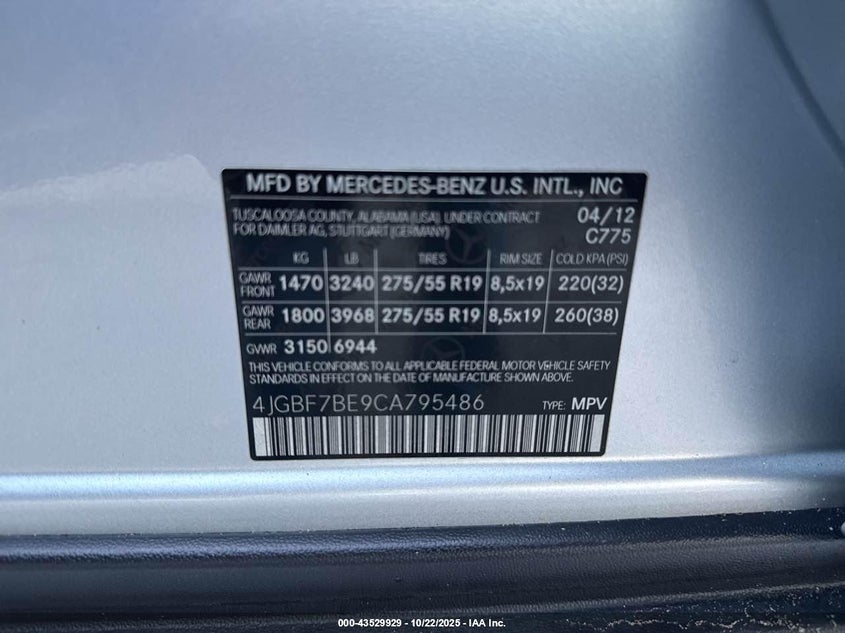 MFD BY MERCEDES-BENZ U.S. INTL., INC
TUSCALOOSA COUNTY, ALABAMA (USA), UNDER CONTRACT 04/12
FOR DAIMLER AG, STUTTGART (GERMANY) C775
KG LB TIRES RIM SIZE COLD KPA (PSI)
GAWR FRONT 1470 3240 275/55 R19 8,5x19 220(32)
GAWR REAR 1800 3968 275/55 R19 8,5x19 260(38)
GVWR 3150 6944
THIS VEHICLE CONFORMS TO ALL APPLICABLE FEDERAL MOTOR VEHICLE SAFETY
STANDARDS IN EFFECT ON THE DATE OF MANUFACTURE SHOWN ABOVE.
4JGBF7BE9CA795486 TYPE: MPV
000-43529929 - 10/22/2025 - IAA Inc.